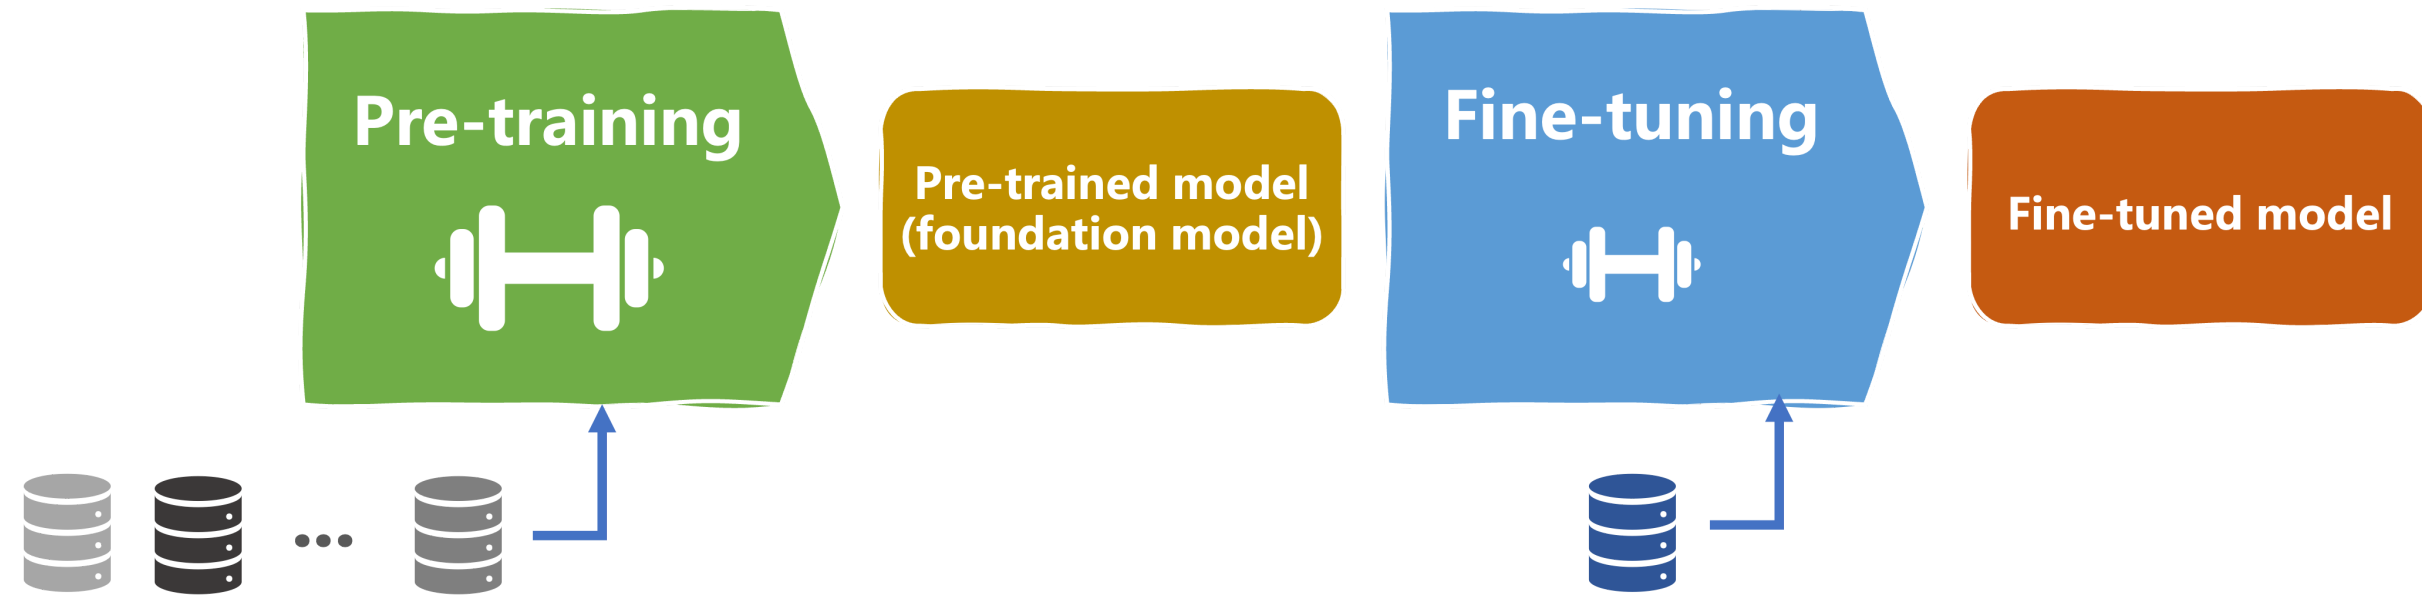 Pre-training
Pre-trained model
(foundation model)
Fine-tuning
Fine-tuned model